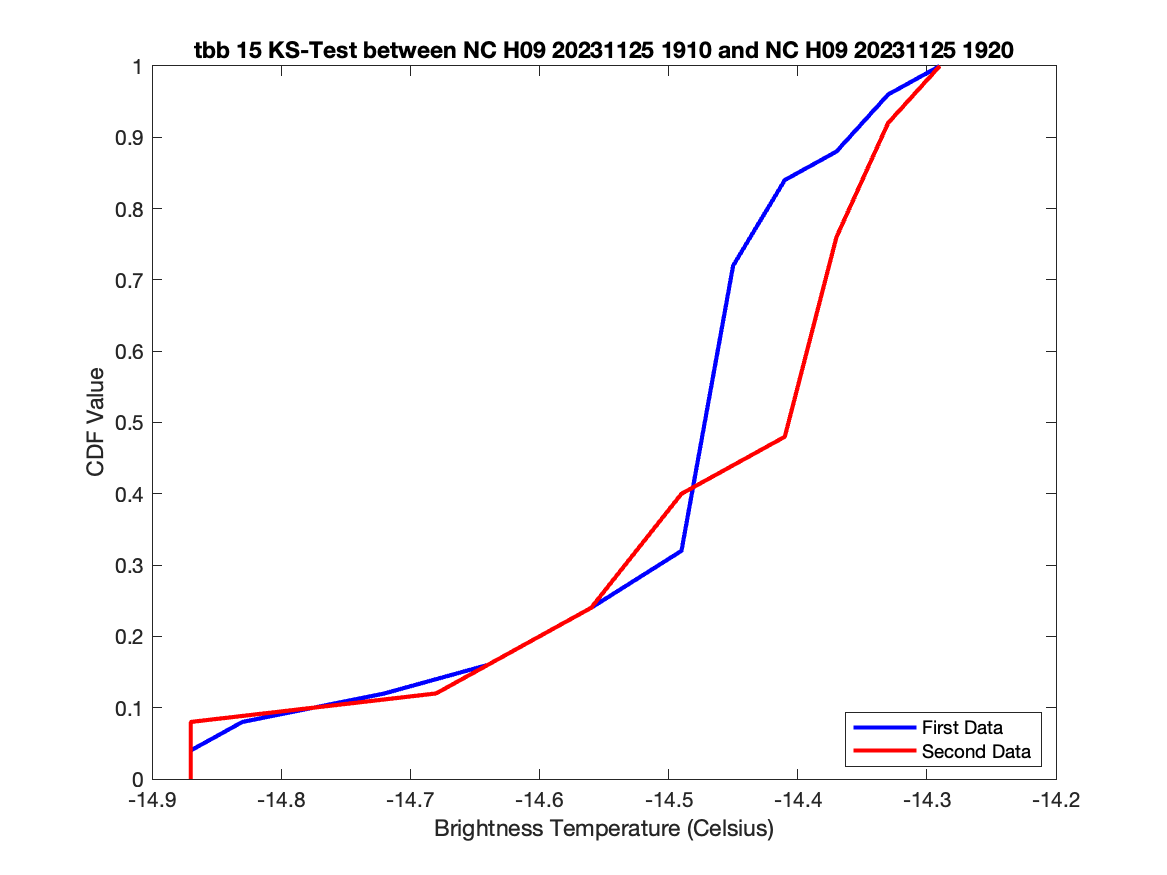 tbb 15 KS-Test between NC H09 20231125 1910 and NC H09 20231125 1920
1
0.9
0.8
0.7
0.6
0.5
0.4
0.3
0.2
0.1
0
CDF Value
-14.9 -14.8 -14.7 -14.6 -14.5 -14.4 -14.3 -14.2
Brightness Temperature (Celsius)
First Data
Second Data